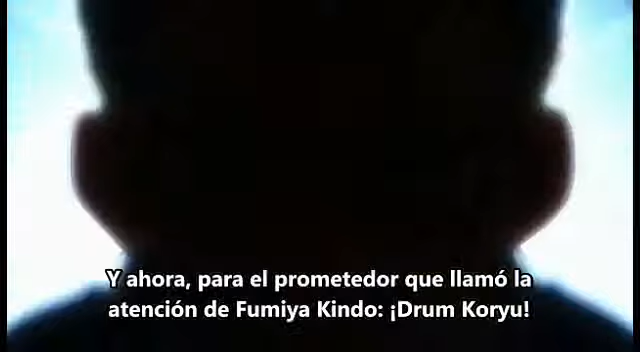 Y ahora, para el prometedor que llamó la
atención de Fumiya Kindo: ¡Drum Koryu!